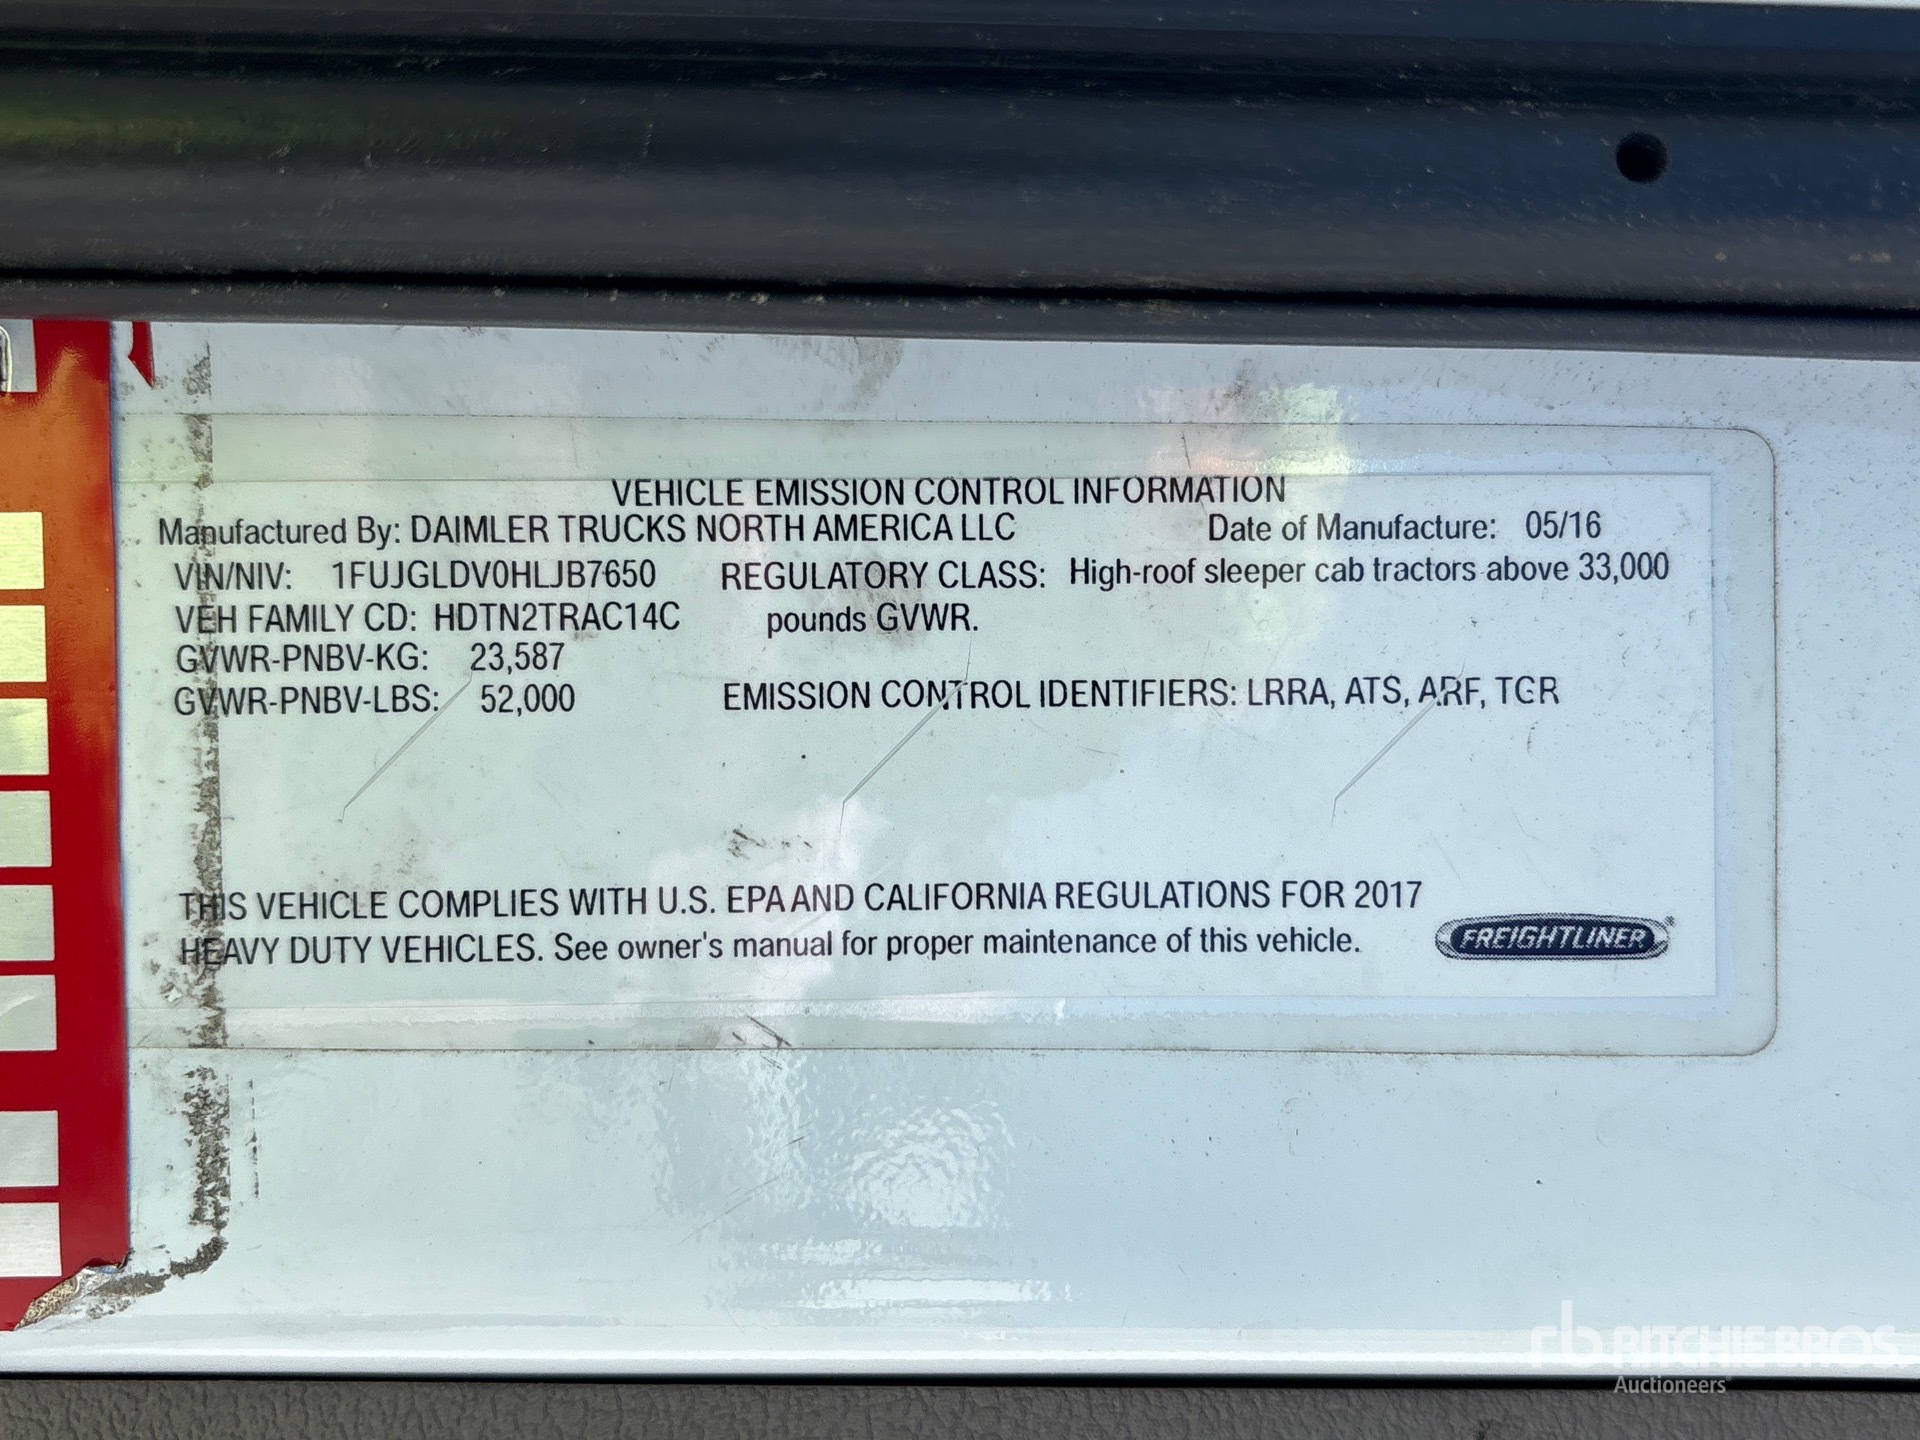 VEHICLE EMISSION CONTROL INFORMATION
Manufactured By: DAIMLER TRUCKS NORTH AMERICA LLC Date of Manufacture: 05/16
VIN/NIV: 1FUJGLDV0HLJB7650 REGULATORY CLASS: High-roof sleeper cab tractors above 33,000
VEH FAMILY CD: HDTN2TRAC14C pounds GVWR.
GVWR-PNBV-KG: 23,587
GVWR-PNBV-LBS: 52,000 EMISSION CONTROL IDENTIFIERS: LRRA, ATS, ARF, TGR
THIS VEHICLE COMPLIES WITH U.S. EPA AND CALIFORNIA REGULATIONS FOR 2017
HEAVY DUTY VEHICLES. See owner's manual for proper maintenance of this vehicle.
FREIGHTLINER®
rb RITCHIE BROS.
Auctioneers